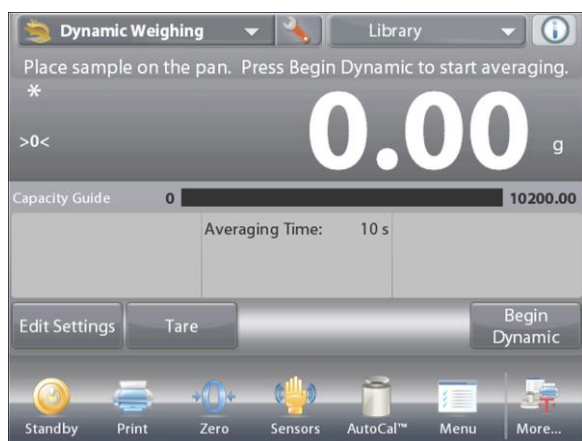 Dynamic Weighing
Library
Place sample on the pan. Press Begin Dynamic to start averaging.
*
>0<
0.00 g
Capacity Guide 0 10200.00
Averaging Time: 10 s
Edit Settings
Tare
Begin
Dynamic
Standby Print Zero Sensors AutoCal™ Menu More...